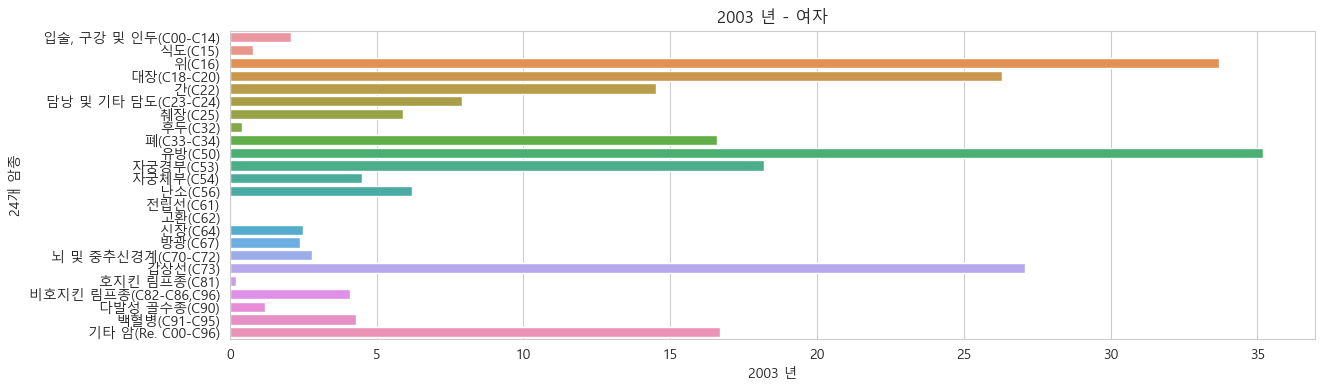 2003 년 - 여자
24개 암종
입술, 구강 및 인두(C00-C14)
식도(C15)
위(C16)
대장(C18-C20)
간(C22)
담낭 및 기타 담도(C23-C24)
췌장(C25)
후두(C32)
폐(C33-C34)
유방(C50)
자궁경부(C53)
자궁체부(C54)
난소(C56)
전립선(C61)
고환(C62)
신장(C64)
방광(C67)
뇌 및 중추신경계(C70-C72)
갑상선(C73)
호지킨 림프종(C81)
비호지킨 림프종(C82-C86,C96)
다발성 골수종(C90)
백혈병(C91-C95)
기타 암(Re. C00-C96)
0 5 10 15 20 25 30 35
2003 년